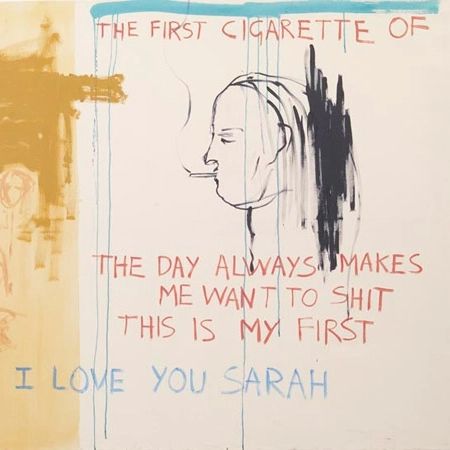 THE FIRST CIGARETTE OF
THE DAY ALWAYS MAKES
ME WANT TO SHIT
THIS IS MY FIRST
I LOVE YOU SARAH